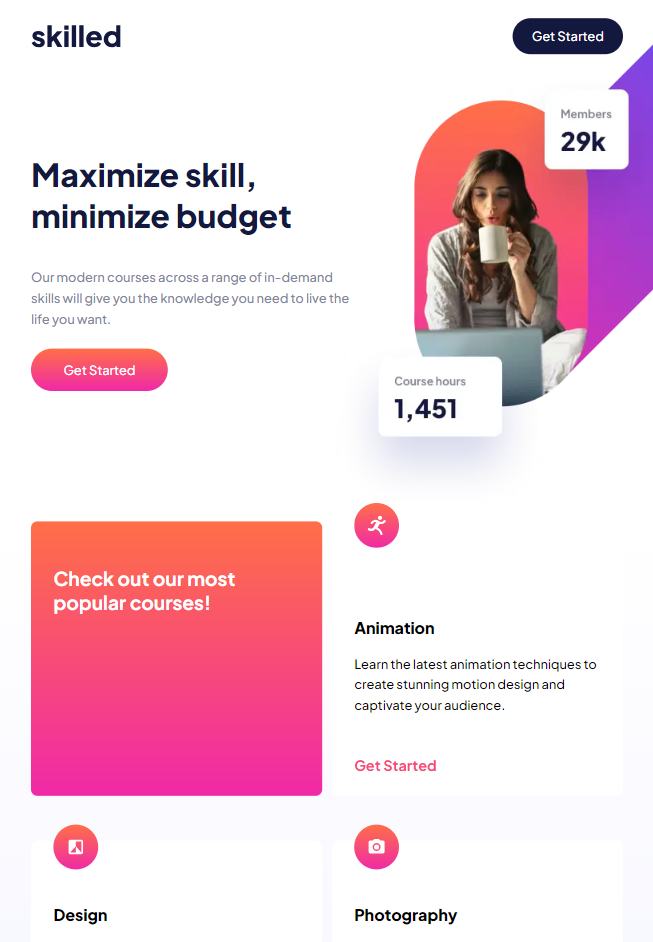 skilled
Get Started
Members
29k
Maximize skill,
minimize budget
Our modern courses across a range of in-demand
skills will give you the knowledge you need to live the
life you want.
Get Started
Course hours
1,451
Check out our most
popular courses!
Animation
Learn the latest animation techniques to
create stunning motion design and
captivate your audience.
Get Started
Design
Photography